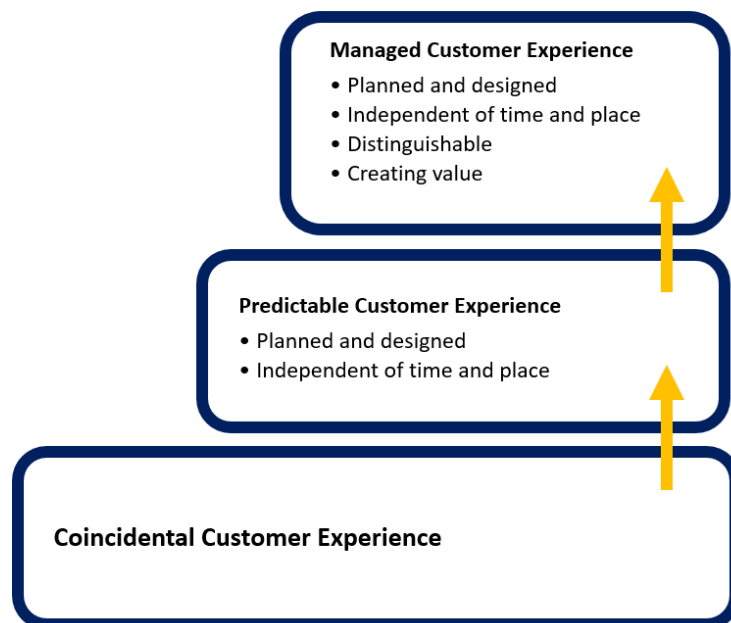 Managed Customer Experience
• Planned and designed
• Independent of time and place
• Distinguishable
• Creating value
Predictable Customer Experience
• Planned and designed
• Independent of time and place
Coincidental Customer Experience